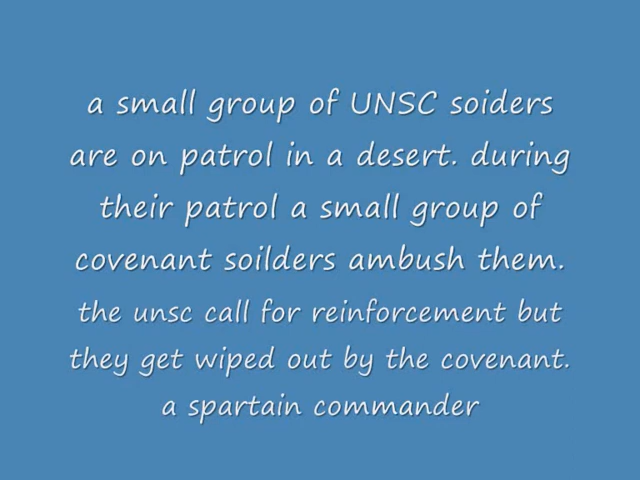 a small group of UNSC soiders
are on patrol in a desert. during
their patrol a small group of
covenant soilders ambush them.
the unsc call for reinforcement but
they get wiped out by the covenant.
a spartain commander